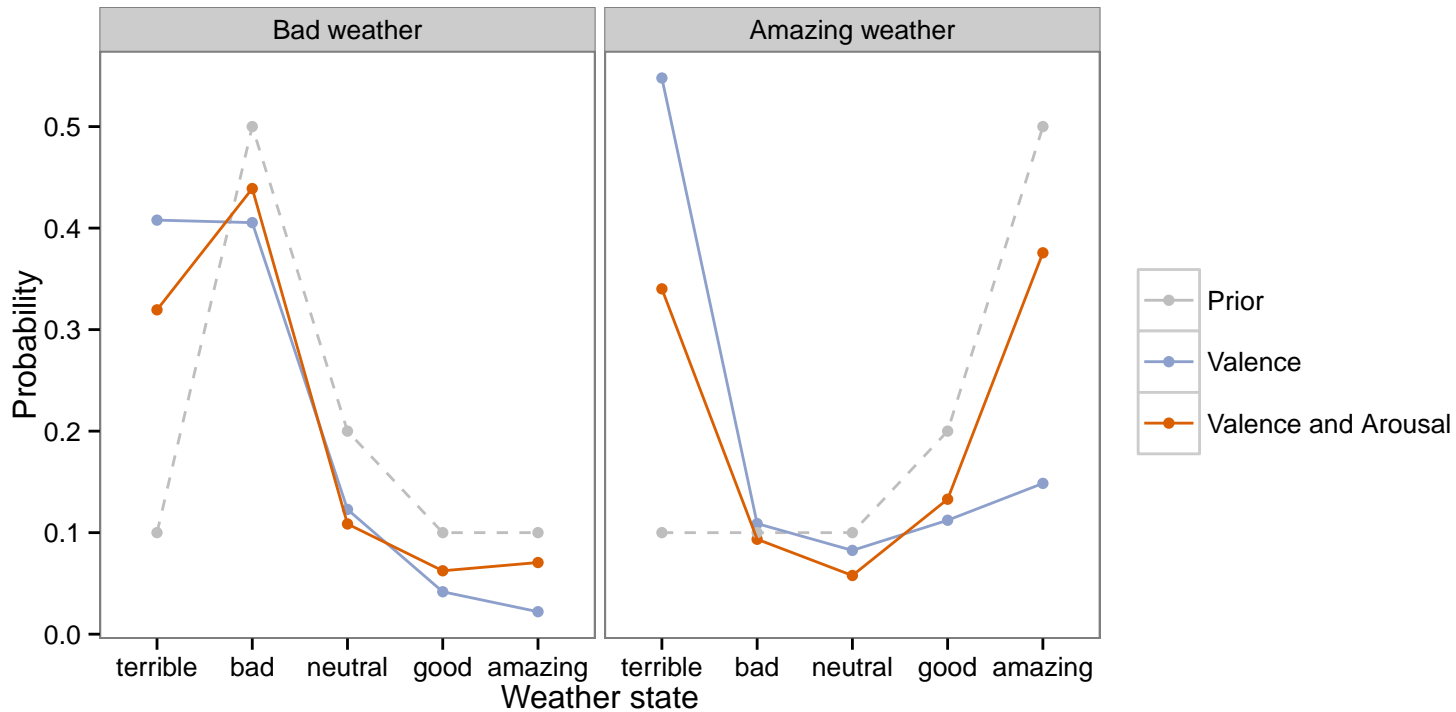 Bad weather
Amazing weather
Probability
0.5
0.4
0.3
0.2
0.1
0.0
terrible bad neutral good amazing
terrible bad neutral good amazing
Weather state
Prior
Valence
Valence and Arousal